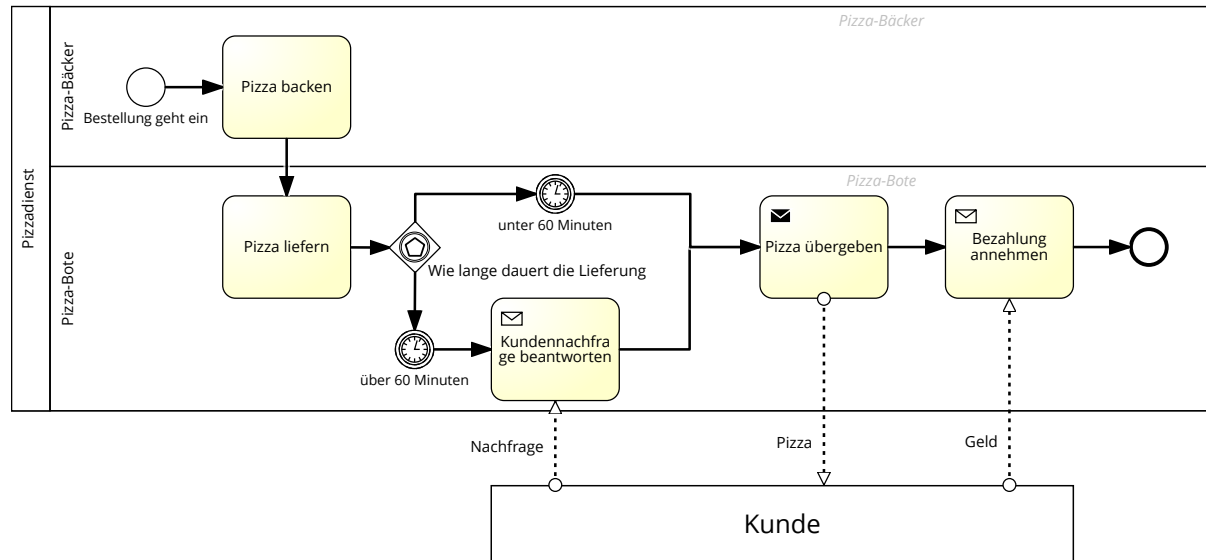 Pizzadienst
Pizza-Bäcker
Pizza-Bäcker
Bestellung geht ein
Pizza backen
Pizza-Bote
Pizza-Bote
Pizza liefern
Wie lange dauert die Lieferung
unter 60 Minuten
über 60 Minuten
Kundennachfra
ge beantworten
Pizza übergeben
Bezahlung
annehmen
Nachfrage
Pizza
Geld
Kunde